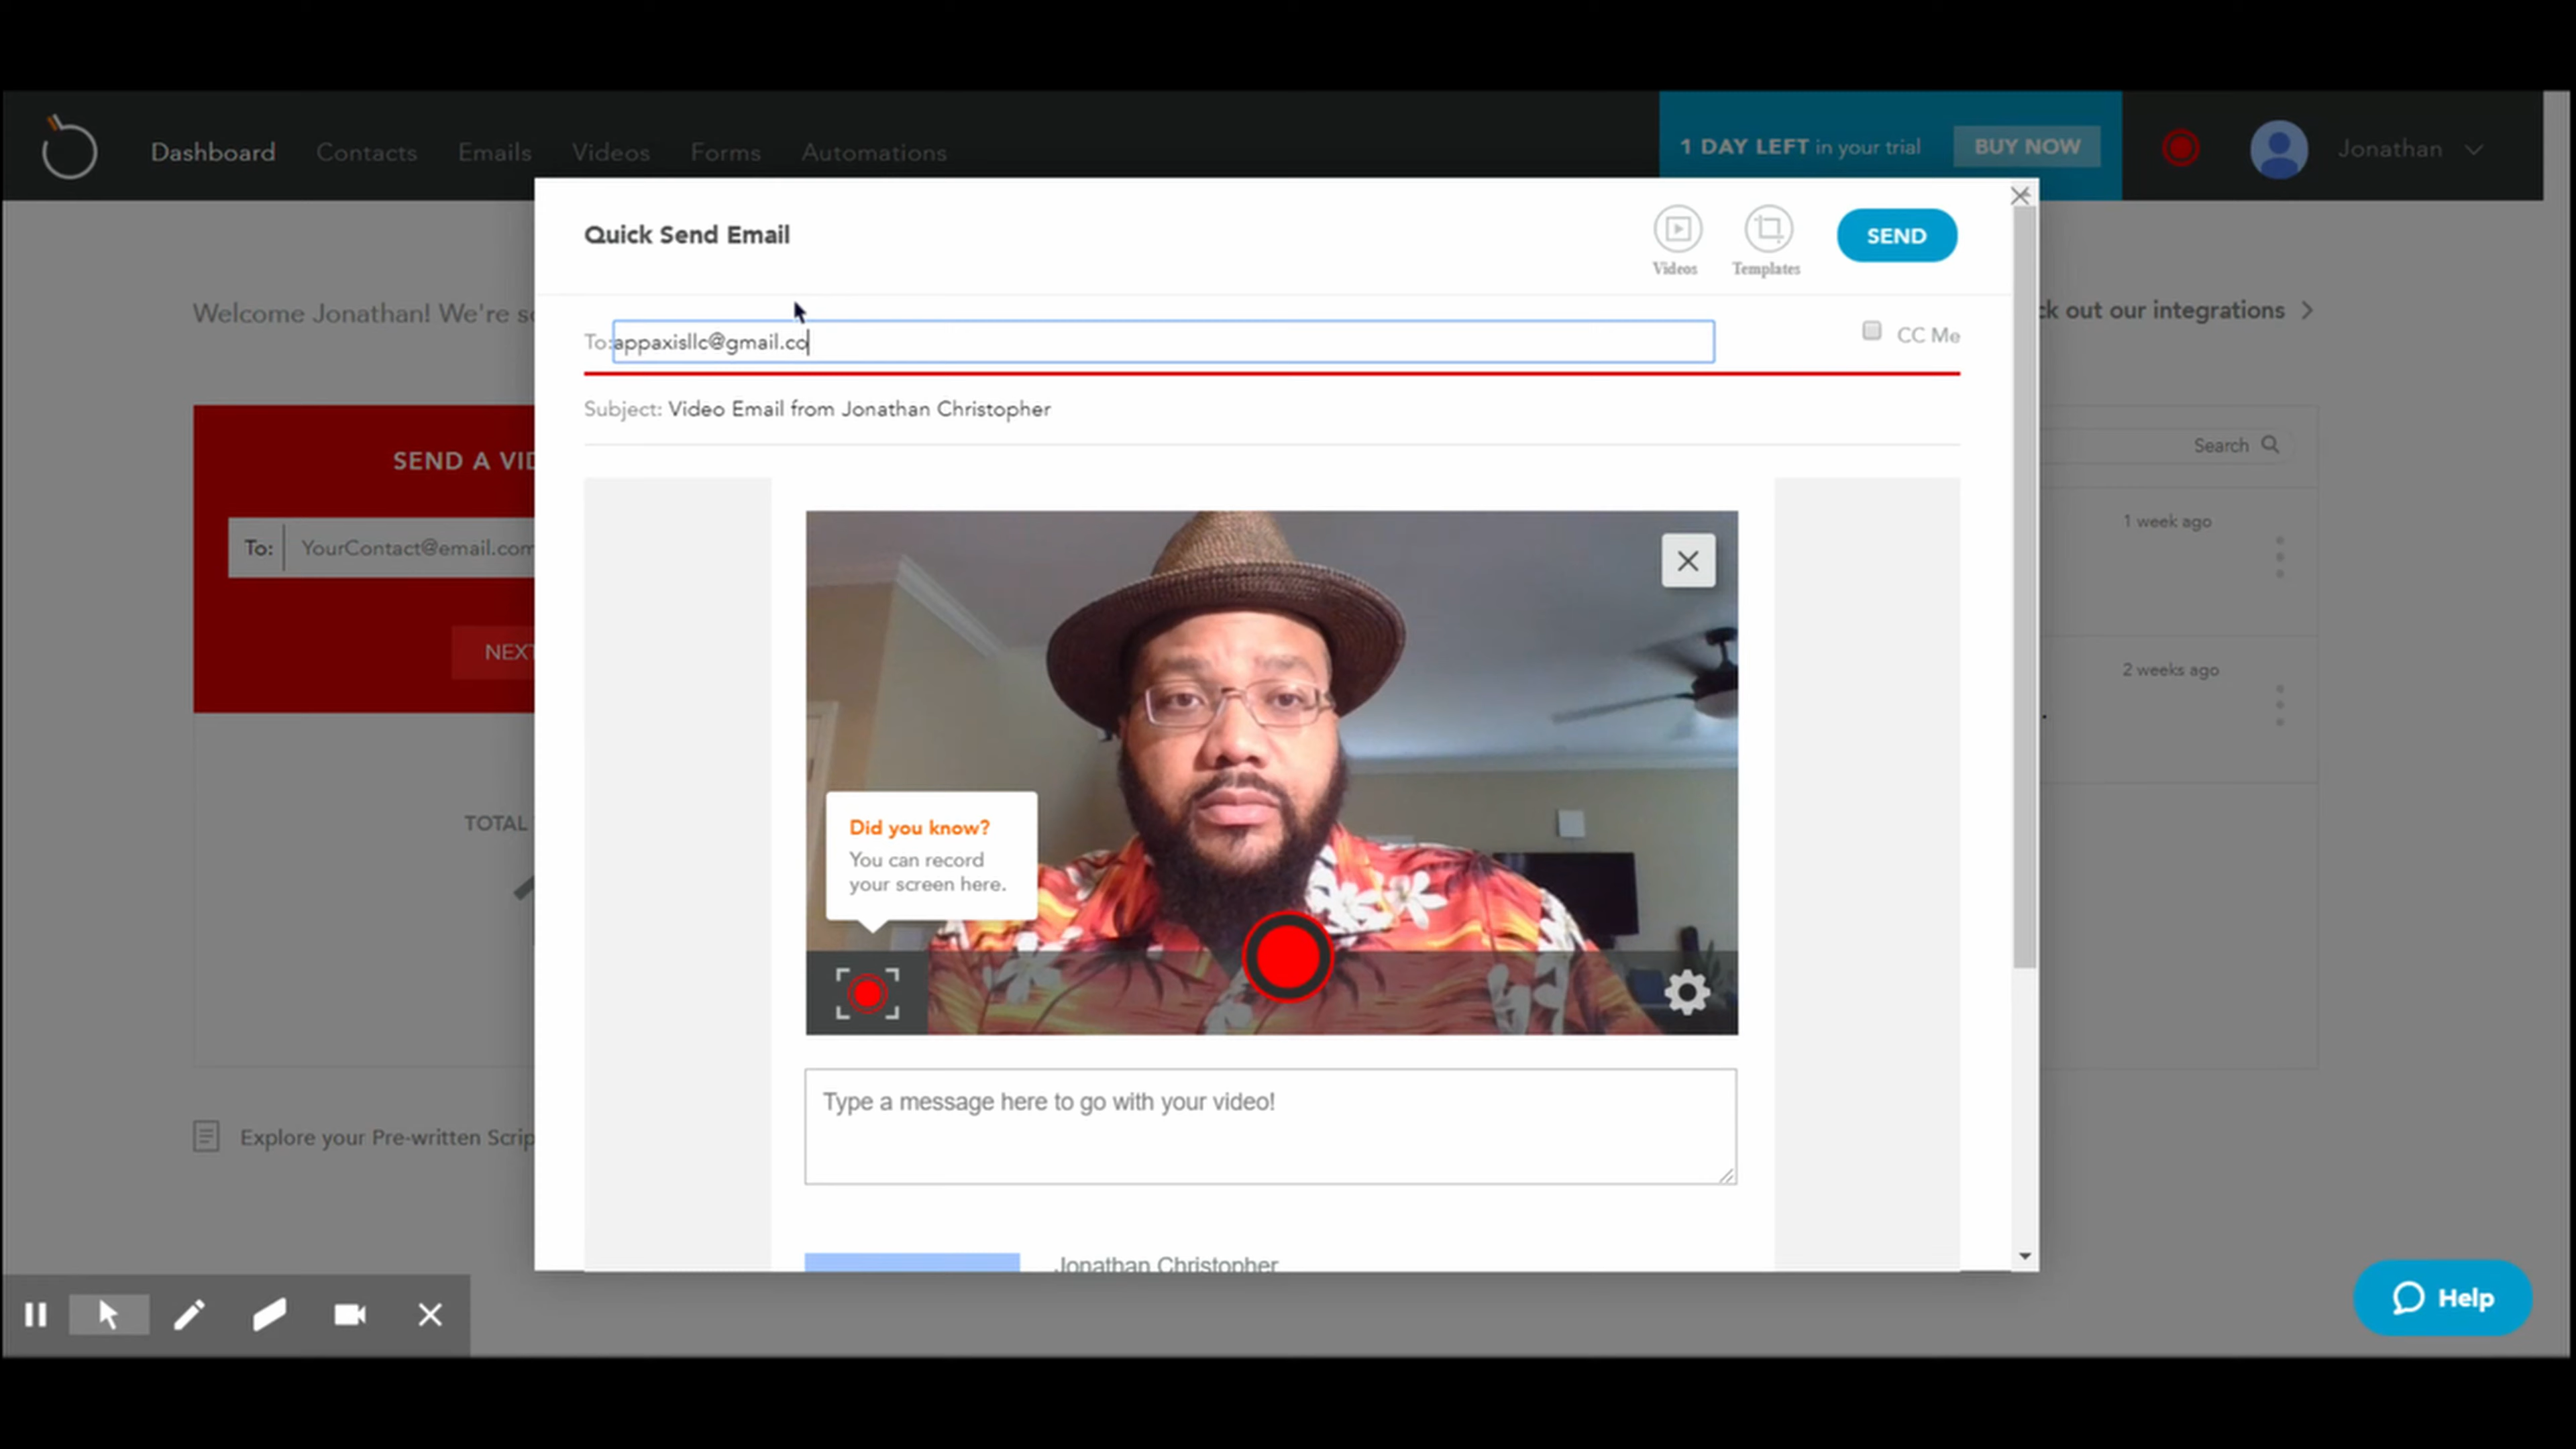 Dashboard Contacts Emails Videos Forms Automations
1 DAY LEFT in your trial BUY NOW
Jonathan
Quick Send Email
Videos
Templates
SEND
Welcome Jonathan! We're so
ck out our integrations
To: appaxisllc@gmail.co
CC Me
Subject: Video Email from Jonathan Christopher
SEND A VID
Search
To: YourContact@email.com
1 week ago
NEXT
2 weeks ago
TOTAL
Did you know?
You can record
your screen here.
Type a message here to go with your video!
Explore your Pre-written Scrip
Jonathan Christopher
Help